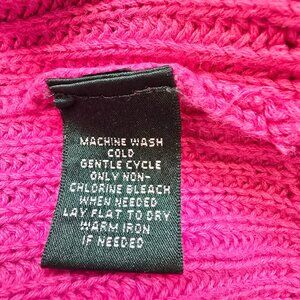 MACHINE WASH
COLD
GENTLE CYCLE
ONLY NON-
CHLORINE BLEACH
WHEN NEEDED
LAY FLAT TO DRY
WARM IRON
IF NEEDED